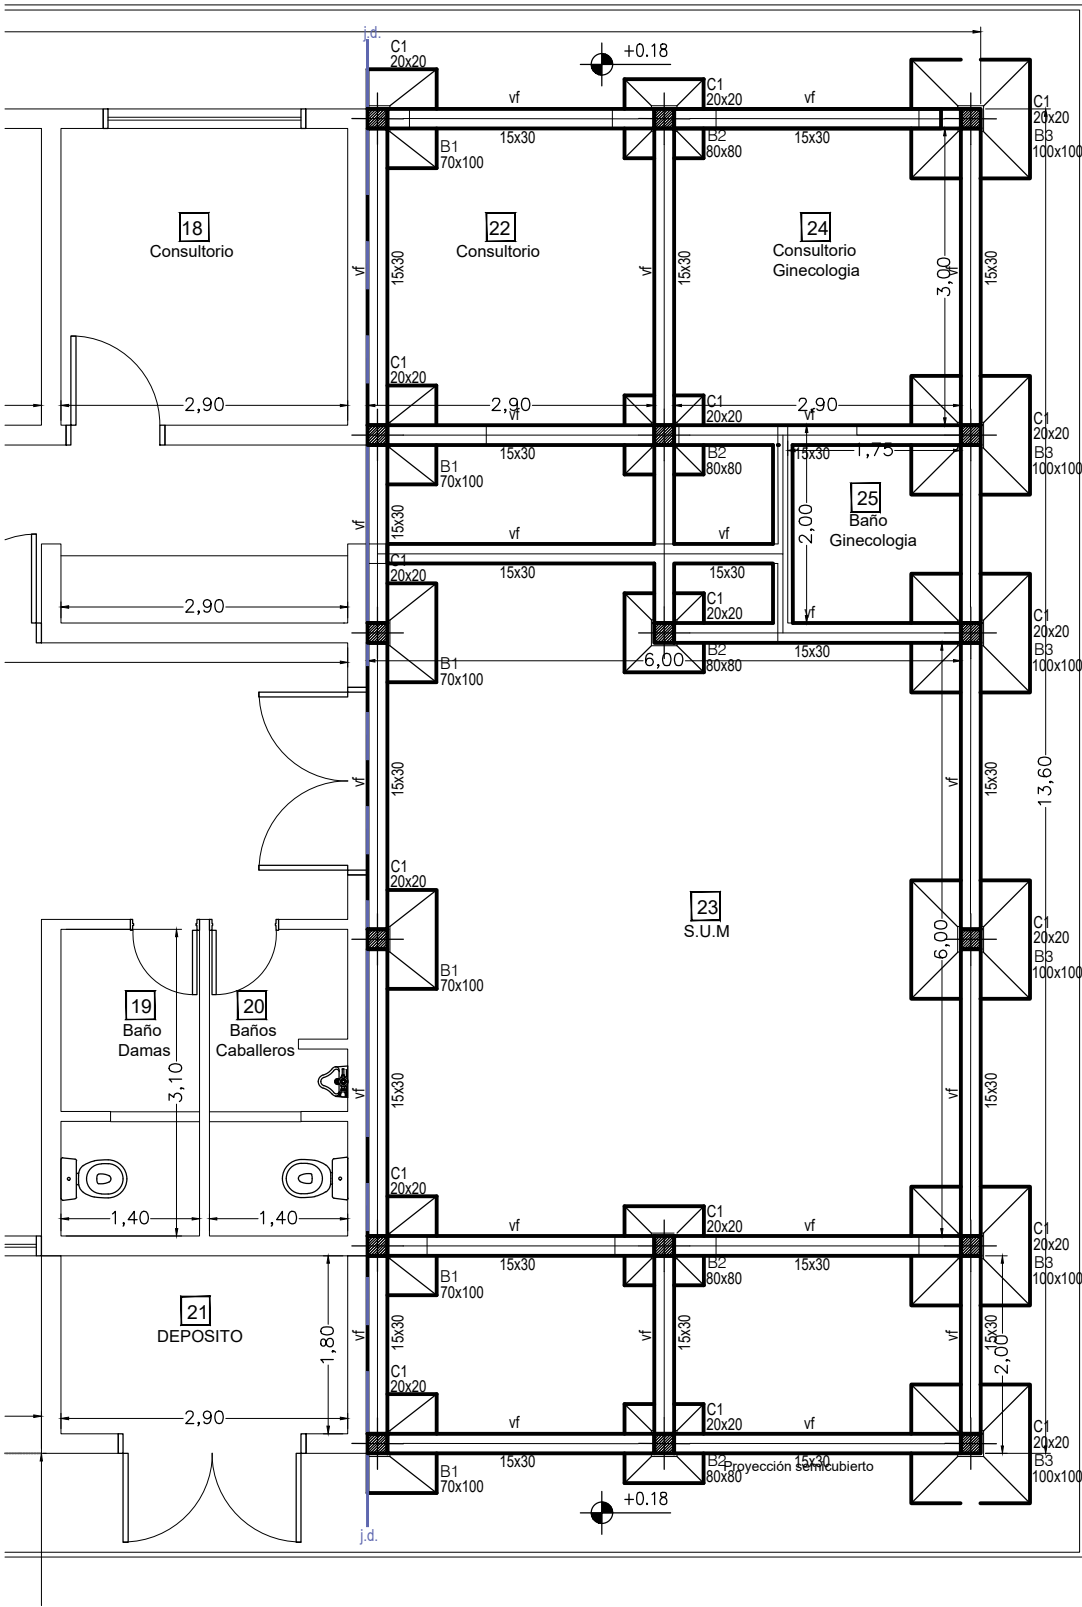 j.d.
C1
20x20
+0.18
C1
20x20
C1
20x20
vf
vf
15x30
15x30
B1
70x100
B2
80x80
B3
100x100
18
Consultorio
22
Consultorio
24
Consultorio
Ginecologia
vf
15x30
vf
15x30
3,00
vf
15x30
C1
20x20
C1
20x20
C1
20x20
2,90
2,90
2,90
vf
vf
15x30
15x30
1,75
B1
70x100
B2
80x80
B3
100x100
25
Baño
Ginecologia
vf
15x30
2,00
vf
vf
15x30
15x30
C1
20x20
C1
20x20
C1
20x20
2,90
vf
15x30
6,00
B1
70x100
B2
80x80
B3
100x100
vf
15x30
vf
15x30
13,60
C1
20x20
C1
20x20
23
S.U.M
6,00
B1
70x100
B3
100x100
19
Baño
Damas
20
Baños
Caballeros
3,10
vf
15x30
vf
15x30
C1
20x20
C1
20x20
C1
20x20
1,40
1,40
vf
vf
15x30
15x30
B1
70x100
B2
80x80
B3
100x100
21
DEPOSITO
1,80
vf
15x30
vf
15x30
vf
15x30
2,00
C1
20x20
C1
20x20
C1
20x20
2,90
vf
vf
15x30
15x30
Proyección semicubierto
B1
70x100
B2
80x80
B3
100x100
+0.18
j.d.